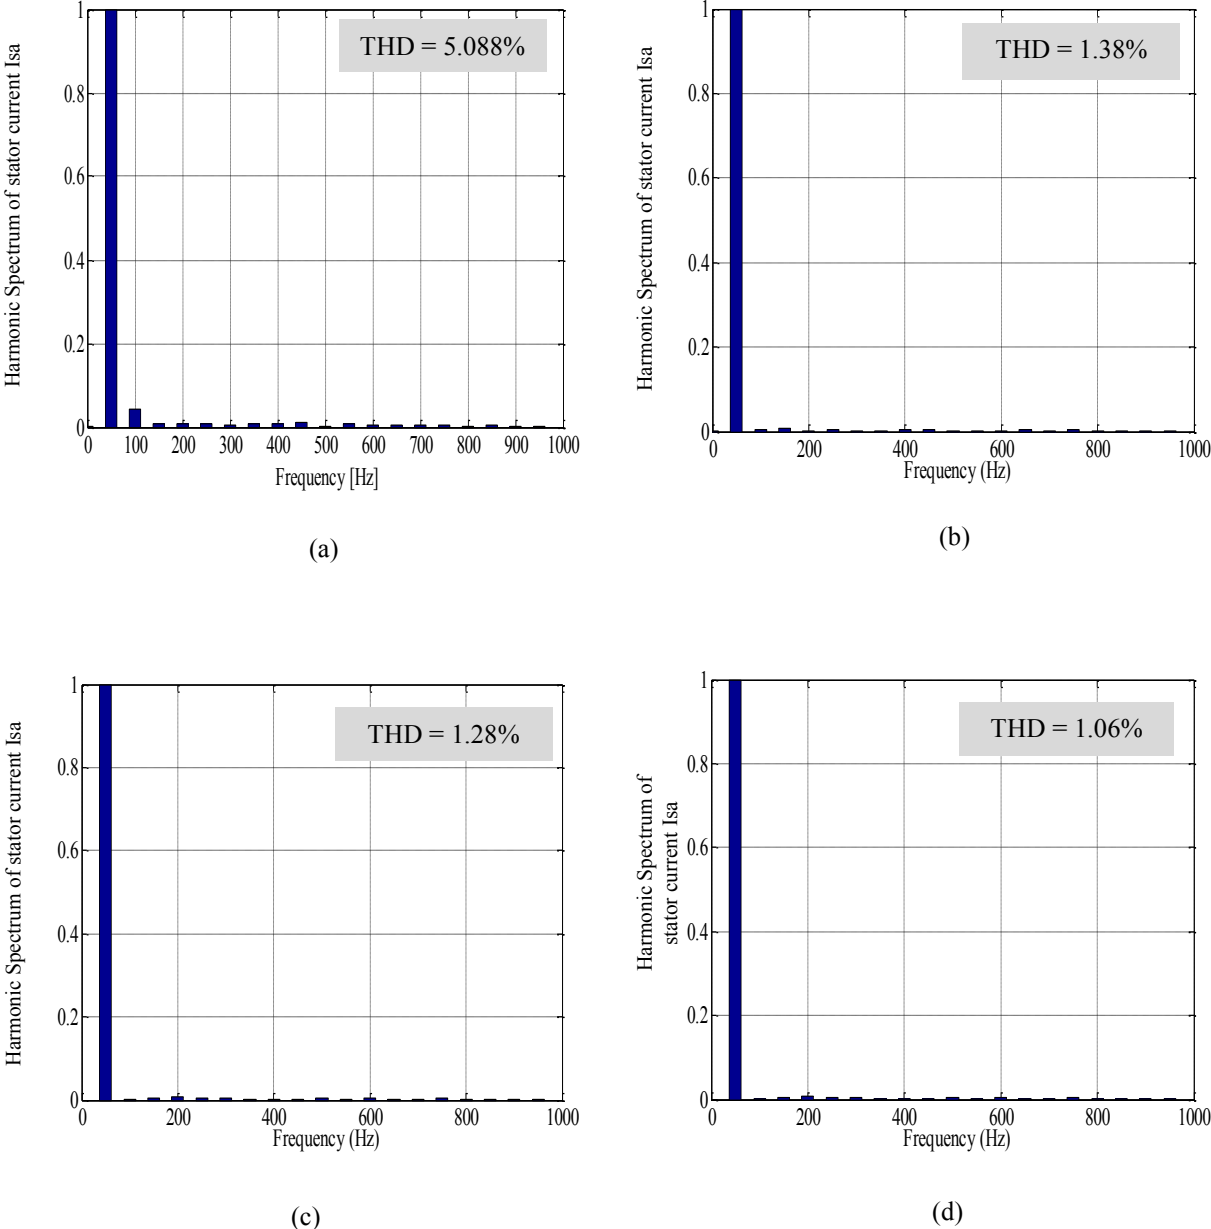 Harmonic Spectrum of stator current Isa
THD = 5.088%
1
0.8
0.6
0.4
0.2
0
0 100 200 300 400 500 600 700 800 900 1000
Frequency [Hz]
(a)
Harmonic Spectrum of stator current Isa
THD = 1.38%
1
0.8
0.6
0.4
0.2
0
0 200 400 600 800 1000
Frequency (Hz)
(b)
Harmonic Spectrum of stator current Isa
THD = 1.28%
1
0.8
0.6
0.4
0.2
0
0 200 400 600 800 1000
Frequency (Hz)
(c)
Harmonic Spectrum of
stator current Isa
THD = 1.06%
1
0.8
0.6
0.4
0.2
0
0 200 400 600 800 1000
Frequency (Hz)
(d)